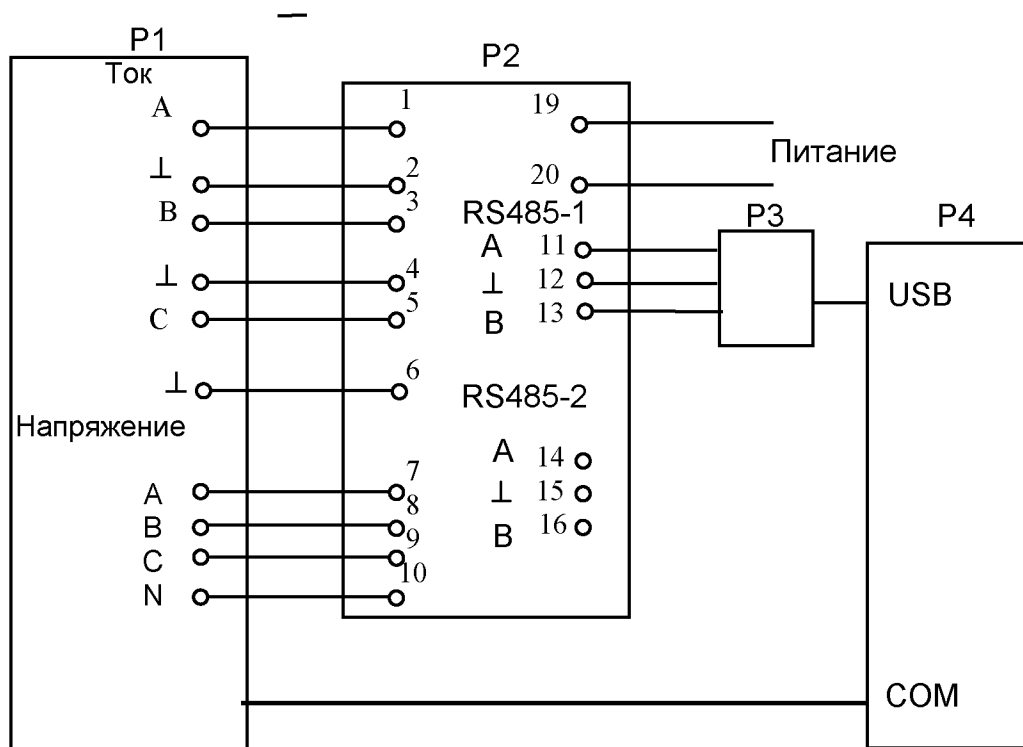 P1
Ток
A
⊥
B
⊥
C
⊥
Напряжение
A
B
C
N
P2
1
2
3
4
5
6
7
8
9
10
19
20
Питание
RS485-1
A 11
⊥ 12
B 13
RS485-2
A 14
⊥ 15
B 16
P3
P4
USB
COM